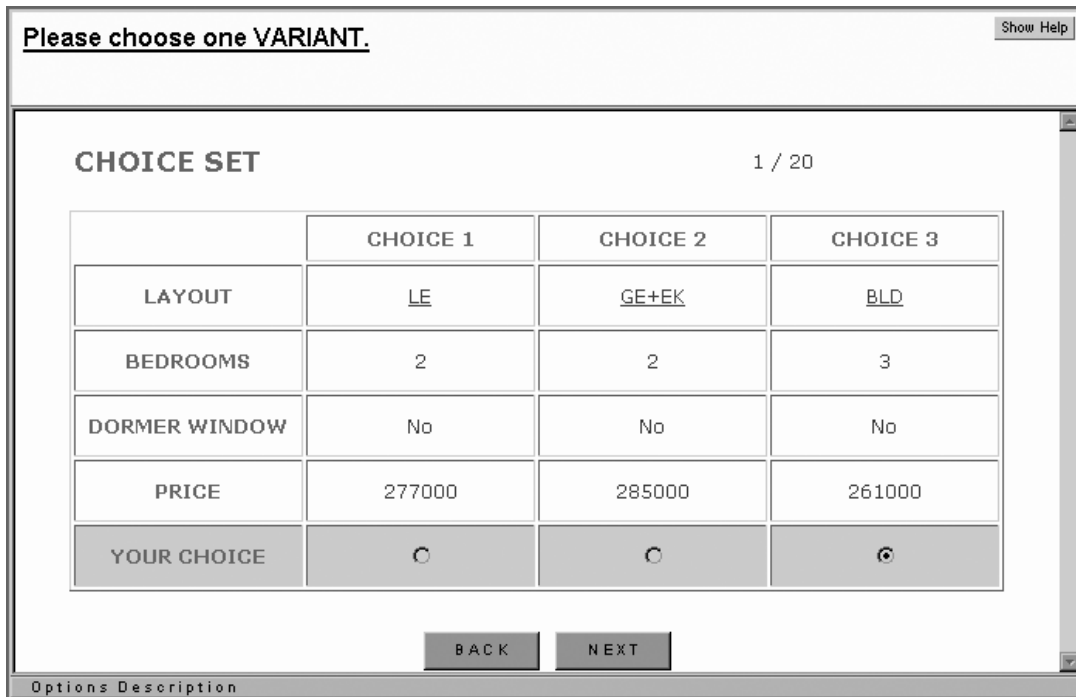 Please choose one VARIANT.
Show Help
CHOICE SET 1 / 20
CHOICE 1 CHOICE 2 CHOICE 3
LAYOUT LE GE+EK BLD
BEDROOMS 2 2 3
DORMER WINDOW No No No
PRICE 277000 285000 261000
YOUR CHOICE
BACK NEXT
Options Description